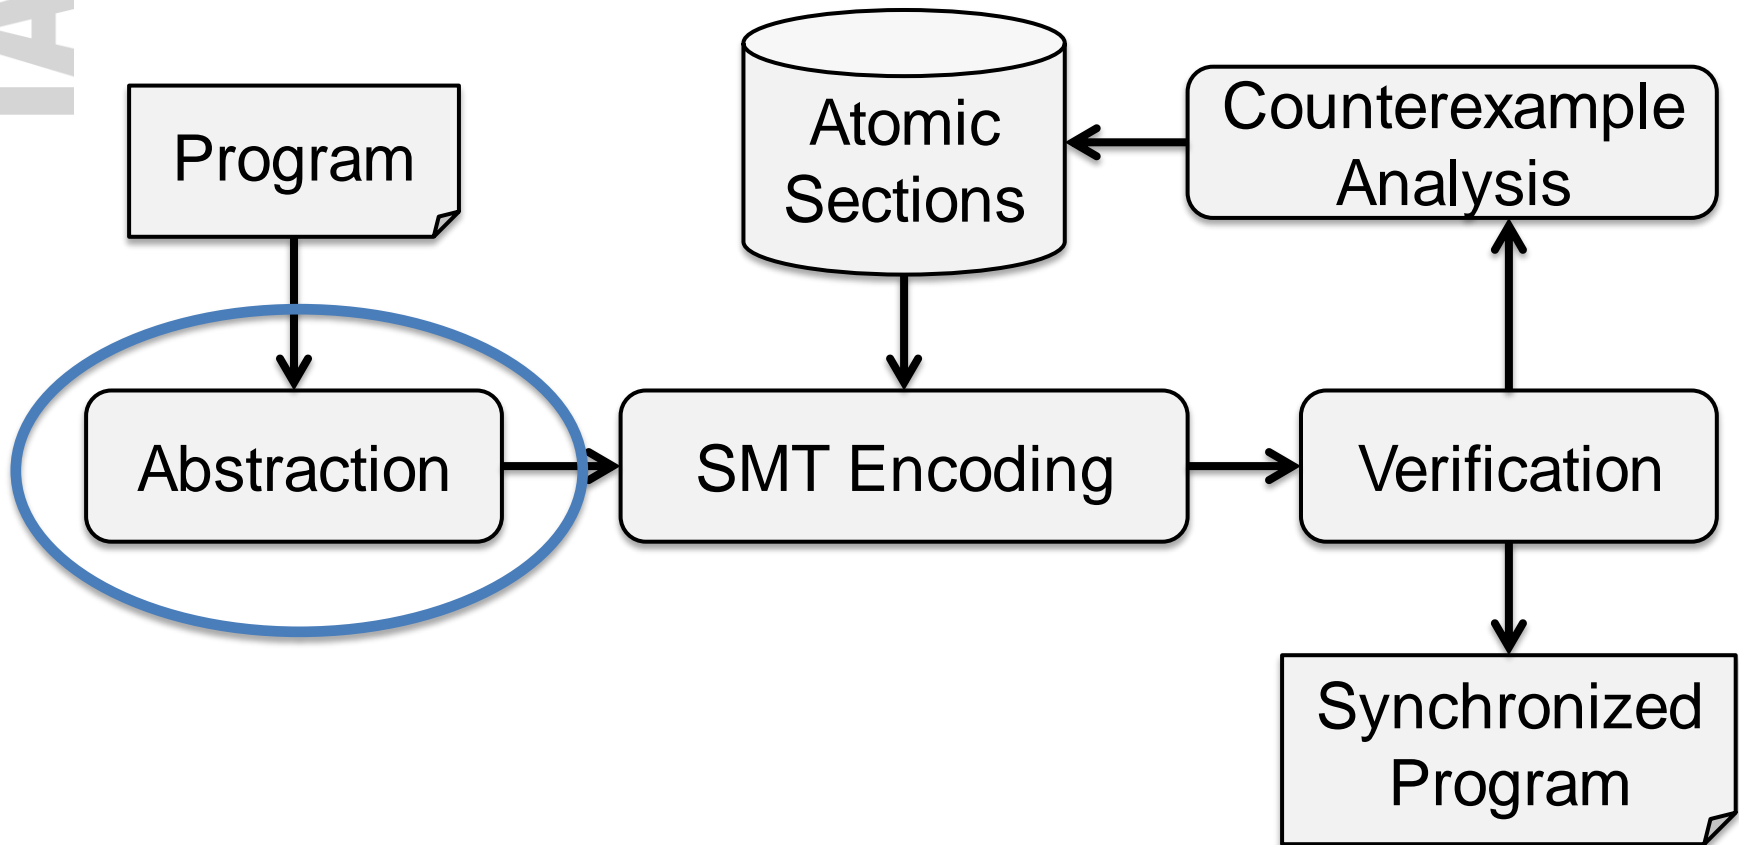 Program
Atomic
Sections
Counterexample
Analysis
Abstraction
SMT Encoding
Verification
Synchronized
Program